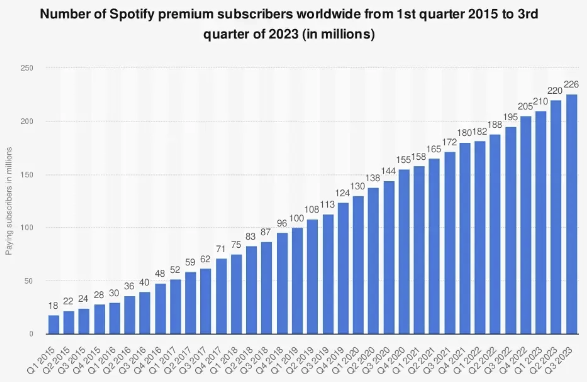 Number of Spotify premium subscribers worldwide from 1st quarter 2015 to 3rd
quarter of 2023 (in millions)
Paying subscribers in millions
250
200
150
100
50
0
18 22 24 28 30 36 40 48 52 59 62 71 75 83 87 96 100 108 113 124 130 138 144 155 158 165 172 180 182 188 195 205 210 220 226
Q1 2015 Q2 2015 Q3 2015 Q4 2015 Q1 2016 Q2 2016 Q3 2016 Q4 2016 Q1 2017 Q2 2017 Q3 2017 Q4 2017 Q1 2018 Q2 2018 Q3 2018 Q4 2018 Q1 2019 Q2 2019 Q3 2019 Q4 2019 Q1 2020 Q2 2020 Q3 2020 Q4 2020 Q1 2021 Q2 2021 Q3 2021 Q4 2021 Q1 2022 Q2 2022 Q3 2022 Q4 2022 Q1 2023 Q2 2023 Q3 2023